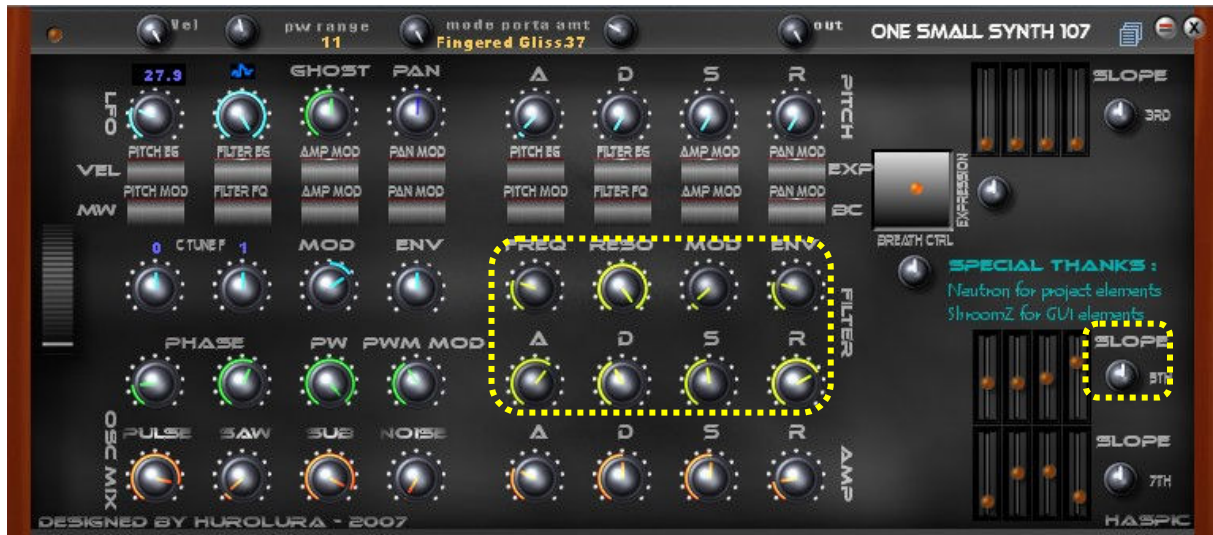 Vel pw range mode porta amt out ONE SMALL SYNTH 107
11 Fingered Gliss.37
27.9 GHOST PAN A D S R SLOPE
LFO PITCH 3RD
PITCH EG FILTER EG AMP MOD PAN MOD PITCH EG FILTER EG AMP MOD PAN MOD
VEL EXP
PITCH MOD FILTER FQ AMP MOD PAN MOD PITCH MOD FILTER FQ AMP MOD PAN MOD EXPRESSION
MW BC
BREATH CTRL
0 C TUNE F 1 MOD ENV FREQ RESO MOD ENV
SPECIAL THANKS :
Neutron for project elements
ShroomZ for GUI elements
FILTER
PHASE PW PWM MOD A D S R SLOPE
5TH
OSC MIX PULSE SAW SUB NOISE A D S R SLOPE
AMP 7TH
DESIGNED BY HUROLURA - 2007 HASPIC